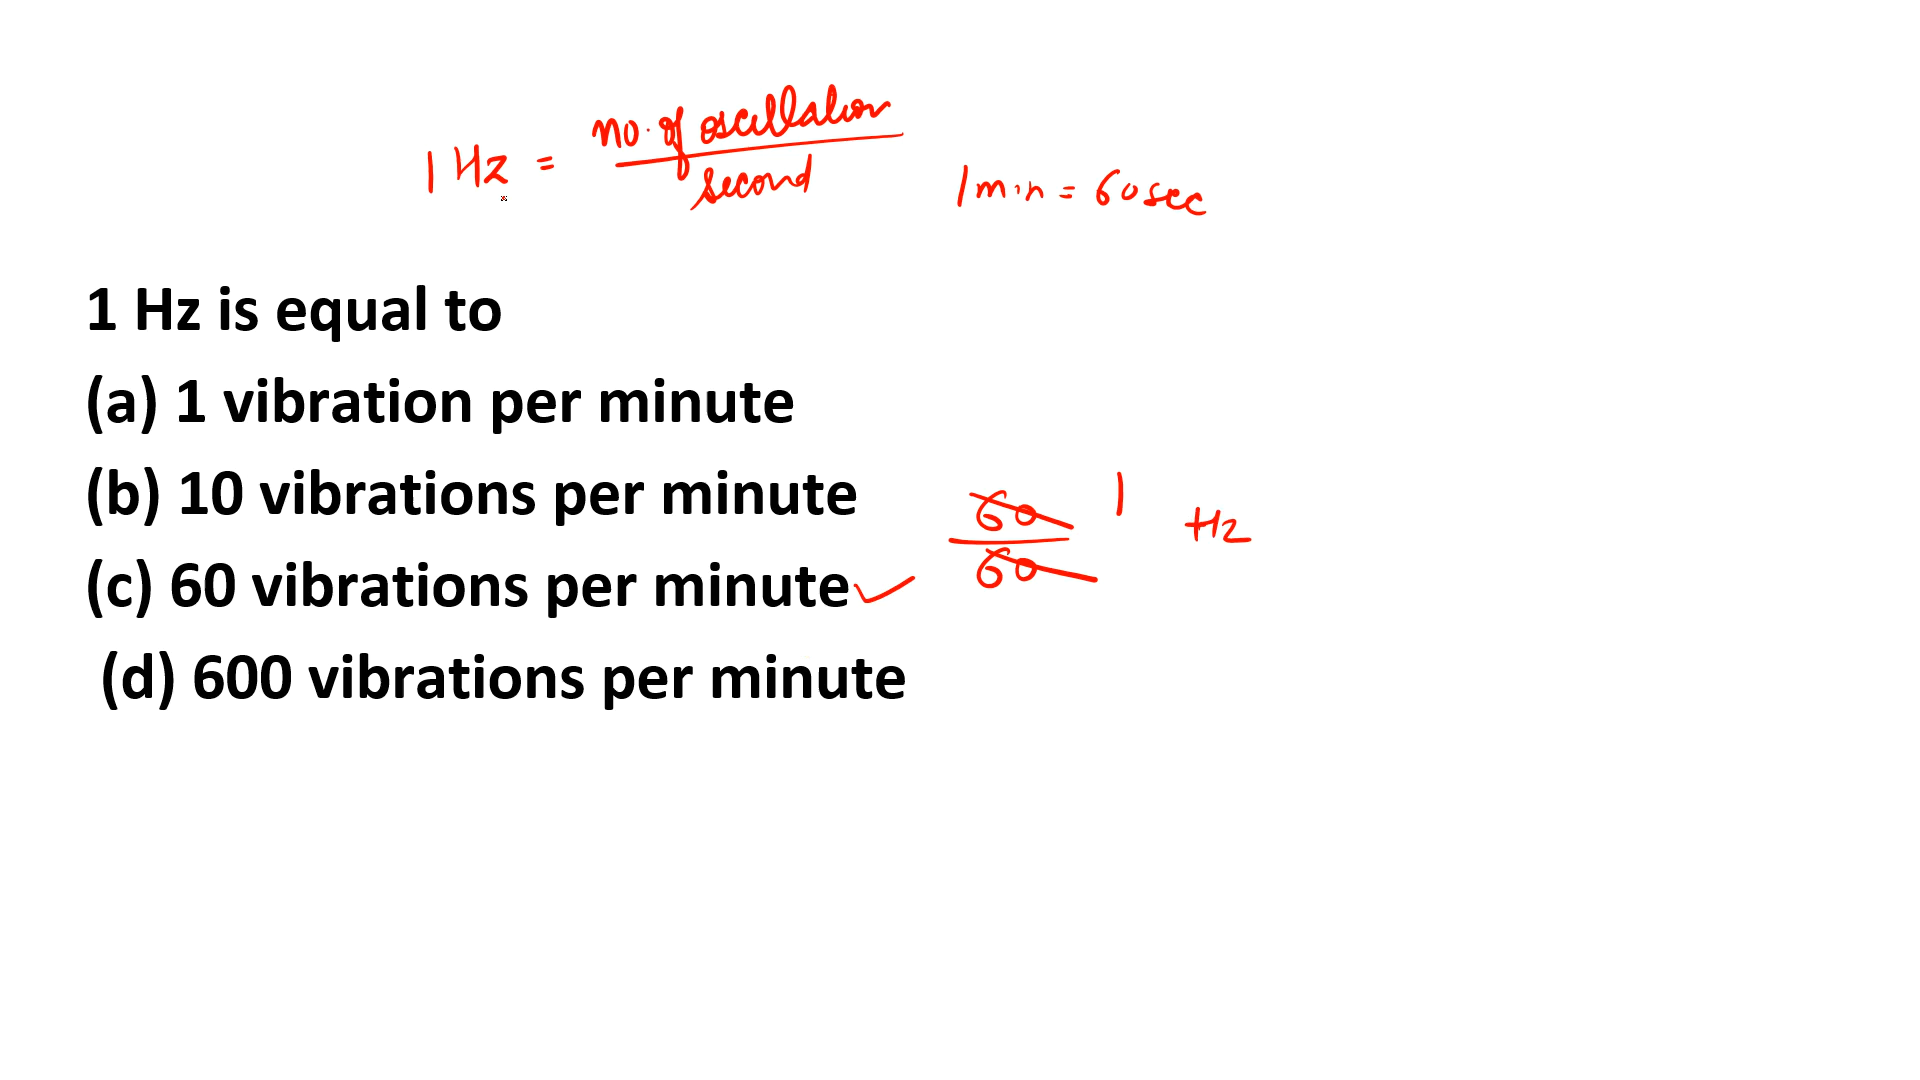 1 Hz = no. of oscillation / second
1 min = 60 sec
1 Hz is equal to
(a) 1 vibration per minute
(b) 10 vibrations per minute
60 / 60 1 Hz
(c) 60 vibrations per minute ✓
(d) 600 vibrations per minute